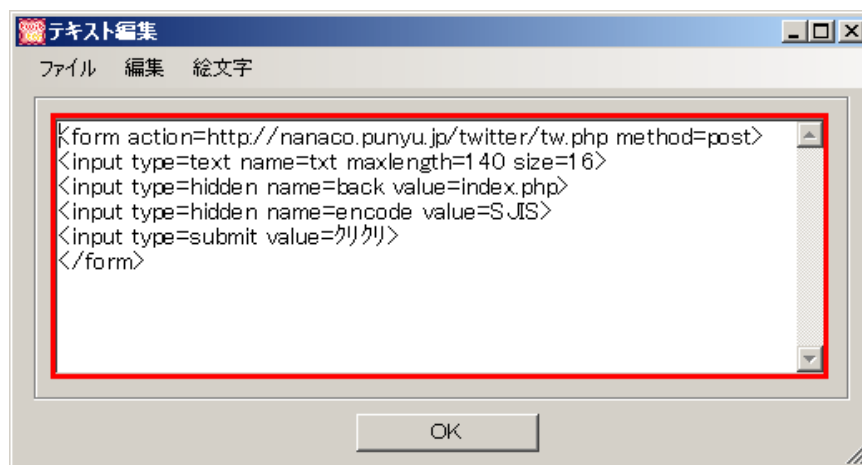 テキスト編集
ファイル 編集 絵文字
<form action=http://nanaco.punyu.jp/twitter/tw.php method=post>
<input type=text name=txt maxlength=140 size=16>
<input type=hidden name=back value=index.php>
<input type=hidden name=encode value=SJIS>
<input type=submit value=ｸﾘｸﾘ>
</form>
OK